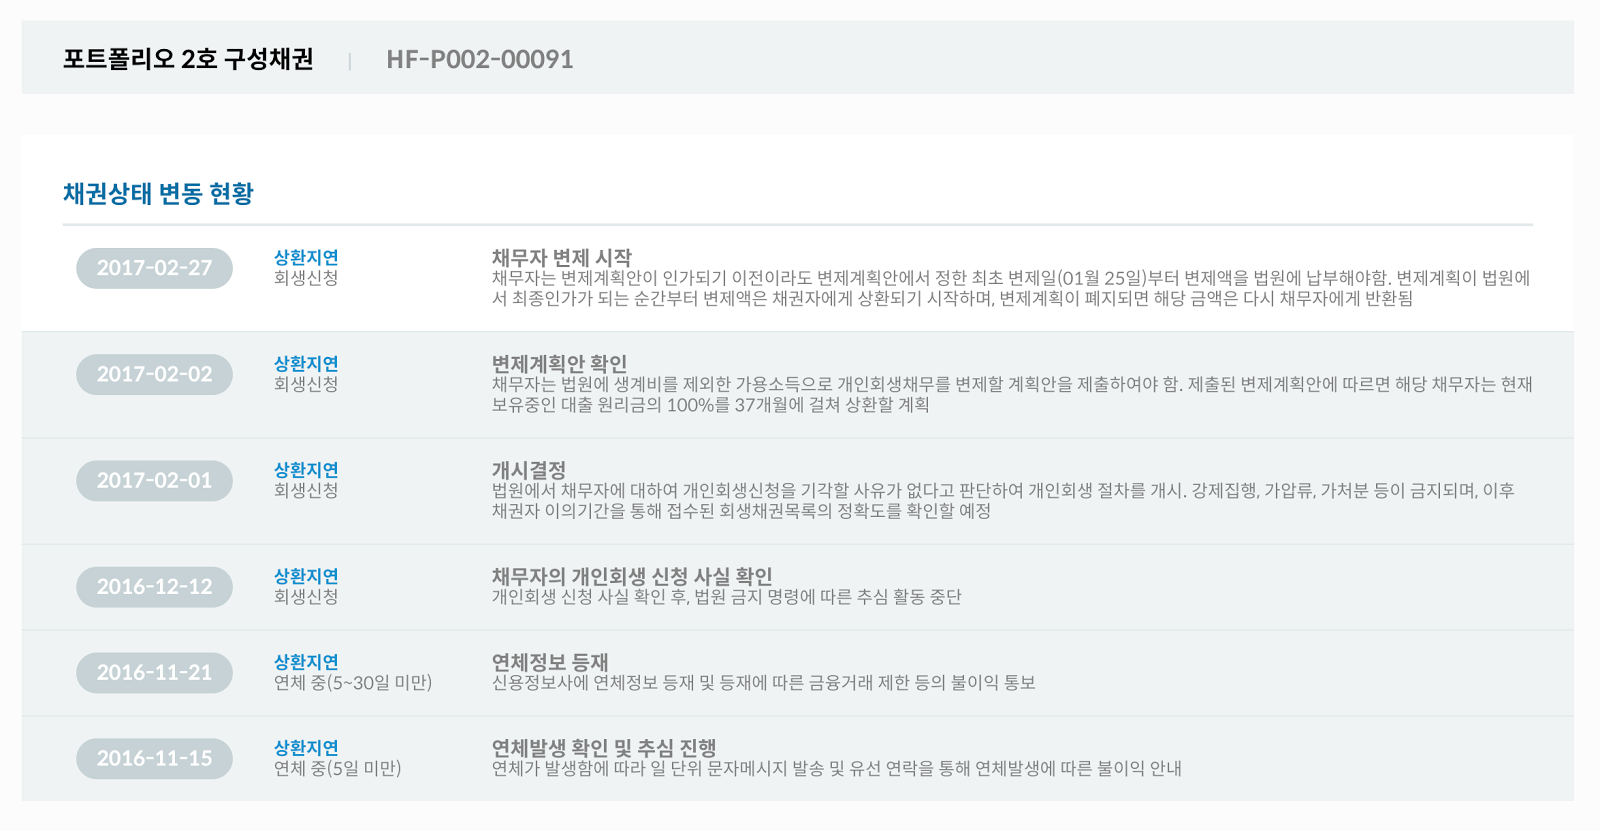 포트폴리오 2호 구성채권 | HF-P002-00091
채권상태 변동 현황
2017-02-27 상환지연 채무자 변제 시작
회생신청 채무자는 변제계획안이 인가되기 이전이라도 변제계획안에서 정한 최초 변제일(01월 25일)부터 변제액을 법원에 납부해야함. 변제계획이 법원에
서 최종인가가 되는 순간부터 변제액은 채권자에게 상환되기 시작하며, 변제계획이 폐지되면 해당 금액은 다시 채무자에게 반환됨
2017-02-02 상환지연 변제계획안 확인
회생신청 채무자는 법원에 생계비를 제외한 가용소득으로 개인회생채무를 변제할 계획안을 제출하여야 함. 제출된 변제계획안에 따르면 해당 채무자는 현재
보유중인 대출 원리금의 100%를 37개월에 걸쳐 상환할 계획
2017-02-01 상환지연 개시결정
회생신청 법원에서 채무자에 대하여 개인회생신청을 기각할 사유가 없다고 판단하여 개인회생 절차를 개시. 강제집행, 가압류, 가처분 등이 금지되며, 이후
채권자 이의기간을 통해 접수된 회생채권목록의 정확도를 확인할 예정
2016-12-12 상환지연 채무자의 개인회생 신청 사실 확인
회생신청 개인회생 신청 사실 확인 후, 법원 금지 명령에 따른 추심 활동 중단
2016-11-21 상환지연 연체정보 등재
연체 중(5~30일 미만) 신용정보사에 연체정보 등재 및 등재에 따른 금융거래 제한 등의 불이익 통보
2016-11-15 상환지연 연체발생 확인 및 추심 진행
연체 중(5일 미만) 연체가 발생함에 따라 일 단위 문자메시지 발송 및 유선 연락을 통해 연체발생에 따른 불이익 안내